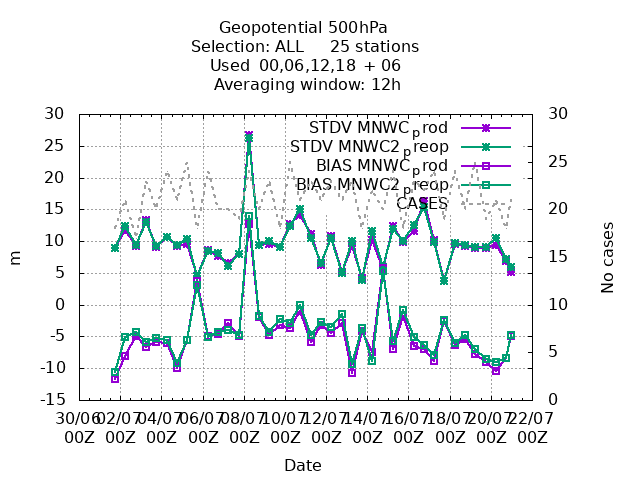 Geopotential 500hPa
Selection: ALL 25 stations
Used 00,06,12,18 + 06
Averaging window: 12h
30 30
25 25
20 20
15 15
10 10
5 5
0 0
-5
-10
-15
m
No cases
STDV MNWCprod
STDV MNWC2preop
BIAS MNWCprod
BIAS MNWC2preop
CASES
30/06 02/07 04/07 06/07 08/07 10/07 12/07 14/07 16/07 18/07 20/07 22/07
00Z 00Z 00Z 00Z 00Z 00Z 00Z 00Z 00Z 00Z 00Z 00Z
Date